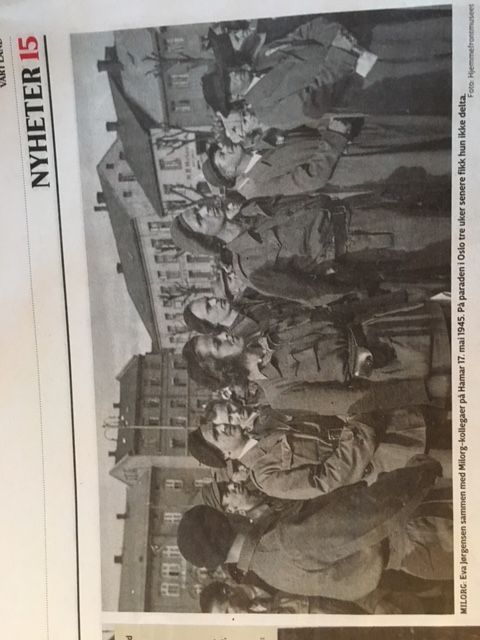 VÅRT LAND
NYHETER 15
MILORG: Eva Jørgensen sammen med Milorg-kollegaer på Hamar 17. mai 1945. På paraden i Oslo tre uker senere fikk hun ikke delta.
Foto: Hjemmefrontmuseet